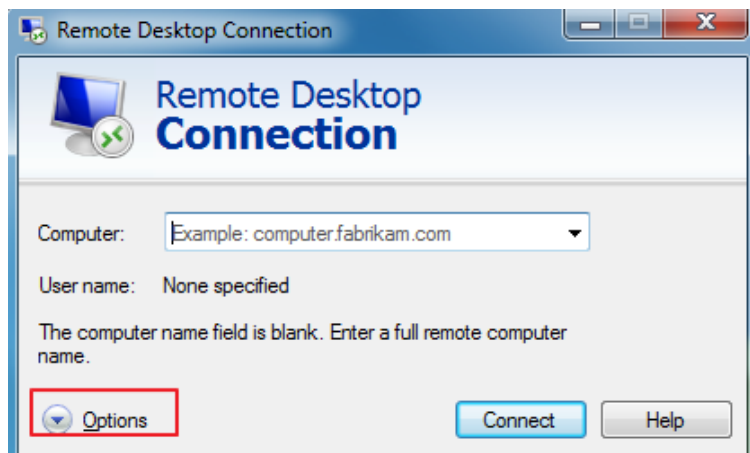 Remote Desktop Connection
Remote Desktop
Connection
Computer: Example: computer.fabrikam.com
User name: None specified
The computer name field is blank. Enter a full remote computer
name.
Options Connect Help